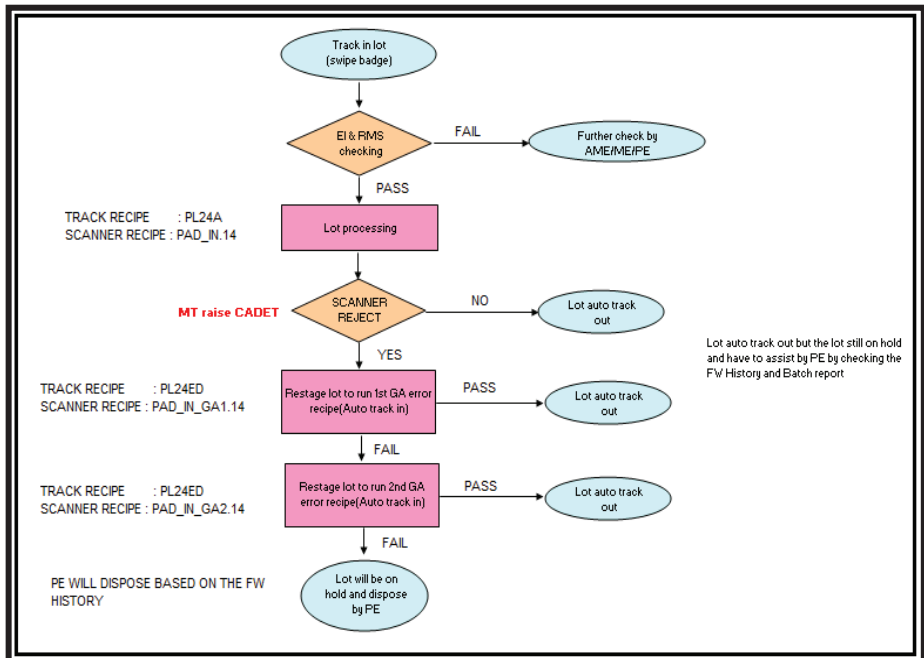 Track in lot
(swipe badge)
EI & RMS
checking
FAIL
Further check by
AME/ME/PE
PASS
TRACK RECIPE : PL24A
SCANNER RECIPE : PAD_IN.14
Lot processing
MT raise CADET
SCANNER
REJECT
NO
Lot auto track
out
Lot auto track out but the lot still on hold
and have to assist by PE by checking the
FW History and Batch report
YES
TRACK RECIPE : PL24ED
SCANNER RECIPE : PAD_IN_GA1.14
Restage lot to run 1st GA error
recipe(Auto track in)
PASS
Lot auto track
out
FAIL
TRACK RECIPE : PL24ED
SCANNER RECIPE : PAD_IN_GA2.14
Restage lot to run 2nd GA
error recipe(Auto track in)
PASS
Lot auto track
out
FAIL
PE WILL DISPOSE BASED ON THE FW
HISTORY
Lot will be on
hold and dispose
by PE